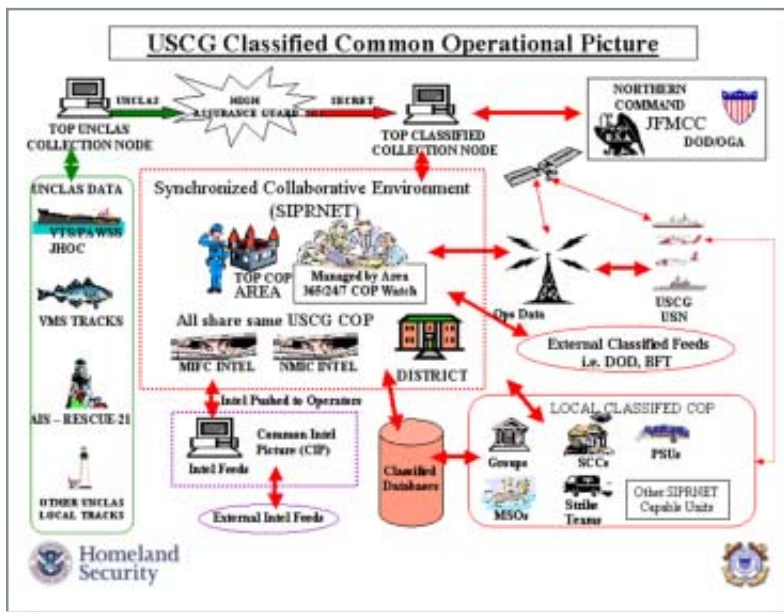 USCG Classified Common Operational Picture
UNCLAS
HIGH
ASSURANCE GUARD
SECRET
TOP UNCLAS
COLLECTION NODE
TOP CLASSIFIED
COLLECTION NODE
NORTHERN
COMMAND
JFMCC
DOD/OGA
UNCLAS DATA
VTS/PAWSS
JHOC
VMS TRACKS
AIS – RESCUE-21
OTHER UNCLAS
LOCAL TRACKS
Synchronized Collaborative Environment
(SIPRNET)
TOP COP
AREA
Managed by Area
365/24/7 COP Watch
All share same USCG COP
MIFC INTEL
NMIC INTEL
DISTRICT
Ops Data
USCG
USN
External Classified Feeds
i.e. DOD, BFT
Intel Pushed to Operators
Common Intel
Picture (CIP)
Intel Feeds
External Intel Feeds
Classified
Databases
LOCAL CLASSIFED COP
Groups
SCCs
PSUs
MSOs
Strike
Teams
Other SIPRNET
Capable Units
Homeland
Security